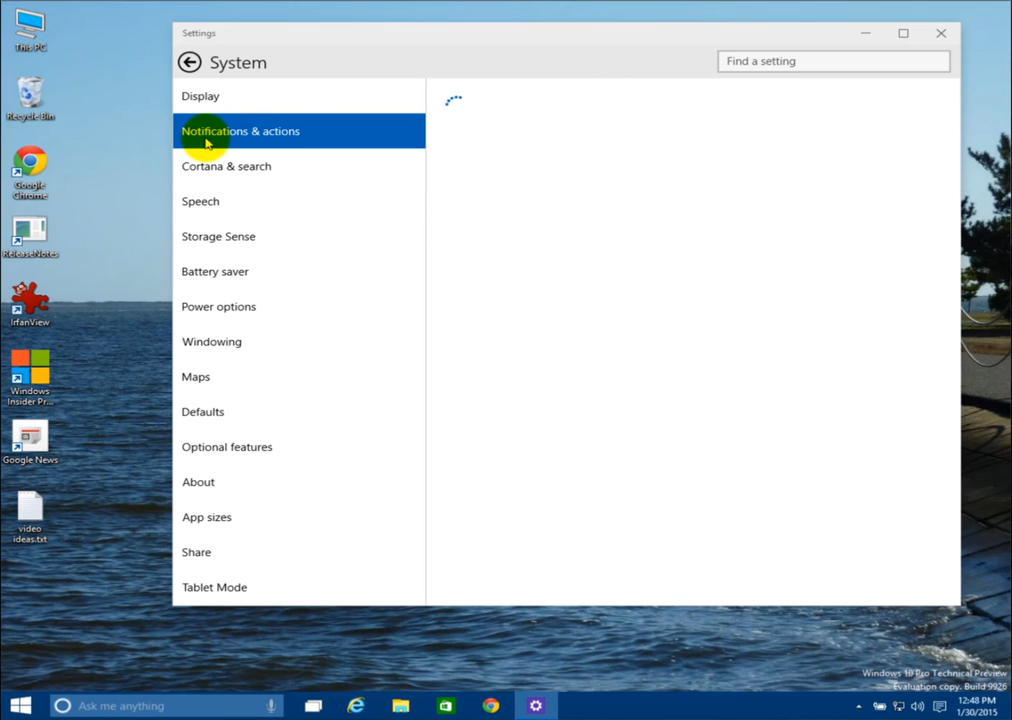 This PC
Recycle Bin
Google
Chrome
ReleaseNotes
IrfanView
Windows
Insider Pr...
Google News
video
ideas.txt
Settings
System
Find a setting
Display
Notifications & actions
Cortana & search
Speech
Storage Sense
Battery saver
Power options
Windowing
Maps
Defaults
Optional features
About
App sizes
Share
Tablet Mode
Windows 10 Pro Technical Preview
Evaluation copy. Build 9926
Ask me anything
12:48 PM
1/30/2015